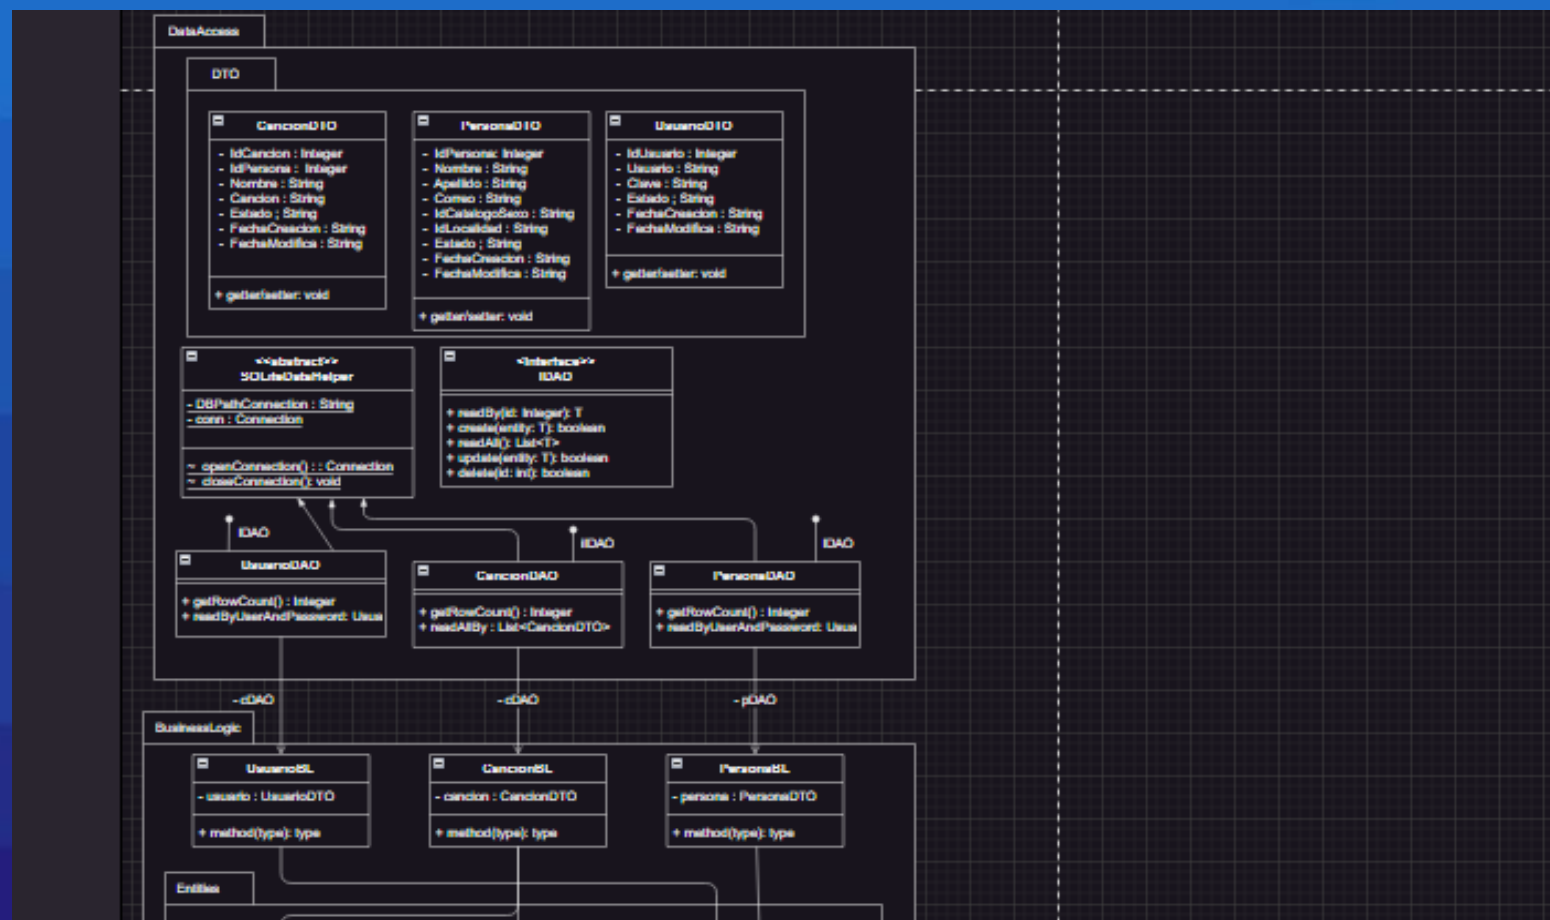 DataAccess
DTO
CancionDTO
- IdCancion : Integer
- IdPersona : Integer
- Nombre : String
- Cancion : String
- Estado ; String
- FechaCreacion : String
- FechaModifica : String
+ getter/setter: void
PersonaDTO
- IdPersona: Integer
- Nombre : String
- Apellido : String
- Correo : String
- IdCatalogoSexo : String
- IdLocalidad : String
- Estado ; String
- FechaCreacion : String
- FechaModifica : String
+ getter/setter: void
UsuarioDTO
- IdUsuario : Integer
- Usuario : String
- Clave : String
- Estado ; String
- FechaCreacion : String
- FechaModifica : String
+ getter/setter: void
<<abstract>>
SQLiteDataHelper
- DBPathConnection : String
- conn : Connection
~ openConnection() : : Connection
~ closeConnection(): void
<Interface>>
IDAO
+ readBy(id: Integer): T
+ create(entity: T): boolean
+ readAll(): List<T>
+ update(entity: T): boolean
+ delete(id: int): boolean
IDAO
IIDAO
IDAO
UsuarioDAO
+ getRowCount() : Integer
+ readByUserAndPassword: Usua
CancionDAO
+ getRowCount() : Integer
+ readAllBy : List<CancionDTO>
PersonaDAO
+ getRowCount() : Integer
+ readByUserAndPassword: Usua
- cDAO
- cDAO
- pDAO
BusinessLogic
UsuarioBL
- usuario : UsuarioDTO
+ method(type): type
CancionBL
- cancion : CancionDTO
+ method(type): type
PersonaBL
- persona : PersonaDTO
+ method(type): type
Entities